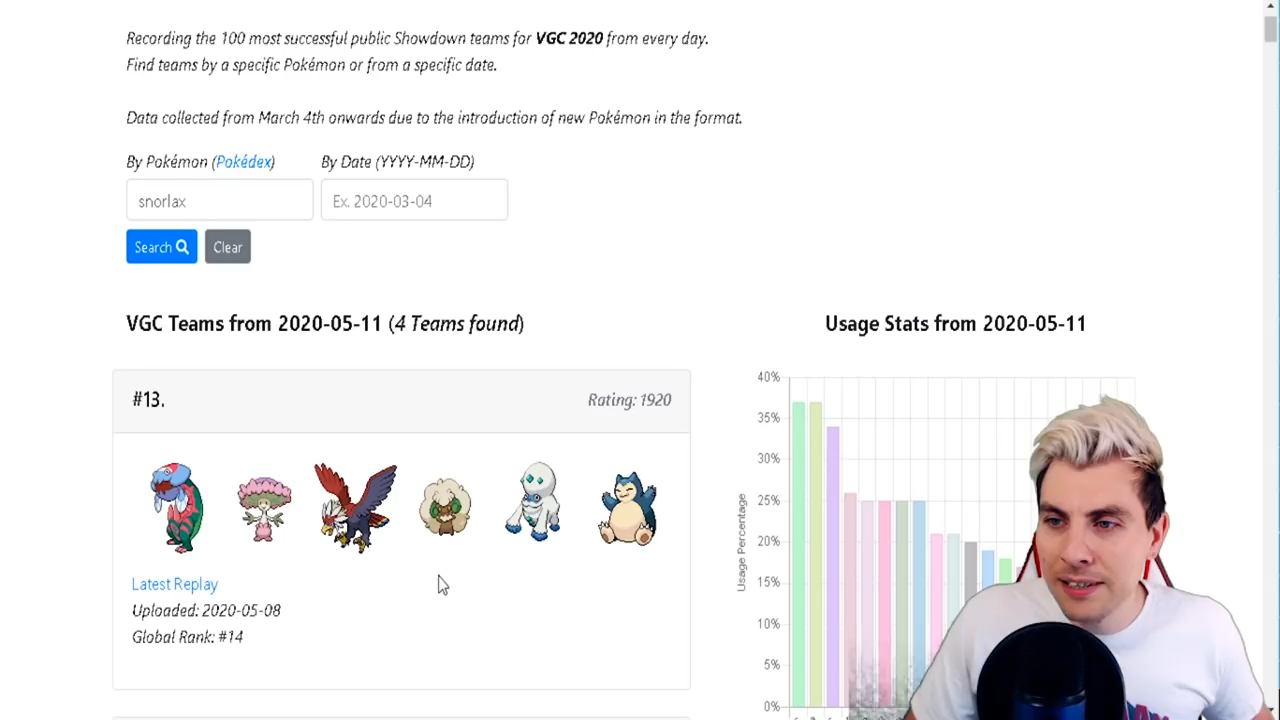 Recording the 100 most successful public Showdown teams for VGC 2020 from every day.
Find teams by a specific Pokémon or from a specific date.
Data collected from March 4th onwards due to the introduction of new Pokémon in the format.
By Pokémon (Pokédex)
By Date (YYYY-MM-DD)
snorlax
Ex. 2020-03-04
Search
Clear
VGC Teams from 2020-05-11 (4 Teams found)
#13.
Rating: 1920
Latest Replay
Uploaded: 2020-05-08
Global Rank: #14
Usage Stats from 2020-05-11
40%
35%
30%
25%
20%
15%
10%
5%
0%
Usage Percentage